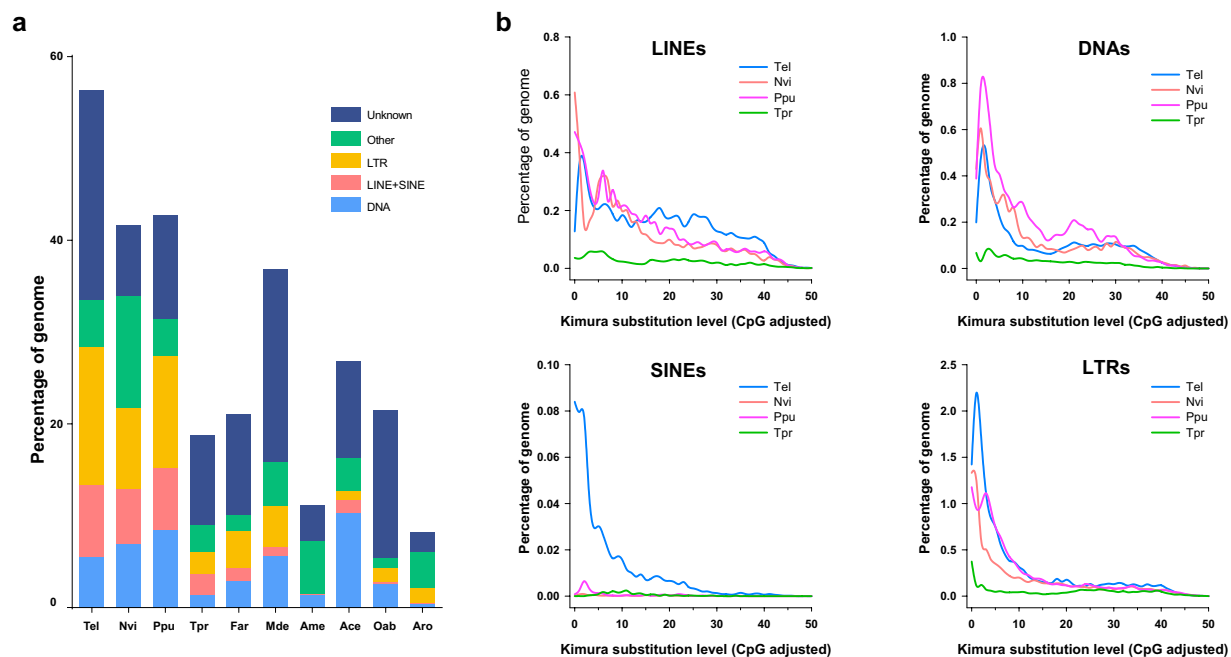 a
Percentage of genome
60
40
20
0
Unknown
Other
LTR
LINE+SINE
DNA
Tel Nvi Ppu Tpr Far Mde Ame Ace Oab Aro
b
LINEs
Percentage of genome
0.8
0.6
0.4
0.2
0.0
Tel
Nvi
Ppu
Tpr
0 10 20 30 40 50
Kimura substitution level (CpG adjusted)
DNAs
Percentage of genome
1.0
0.8
0.6
0.4
0.2
0.0
Tel
Nvi
Ppu
Tpr
0 10 20 30 40 50
Kimura substitution level (CpG adjusted)
SINEs
Percentage of genome
0.10
0.08
0.06
0.04
0.02
0.00
Tel
Nvi
Ppu
Tpr
0 10 20 30 40 50
Kimura substitution level (CpG adjusted)
LTRs
Percentage of genome
2.5
2.0
1.5
1.0
0.5
0.0
Tel
Nvi
Ppu
Tpr
0 10 20 30 40 50
Kimura substitution level (CpG adjusted)